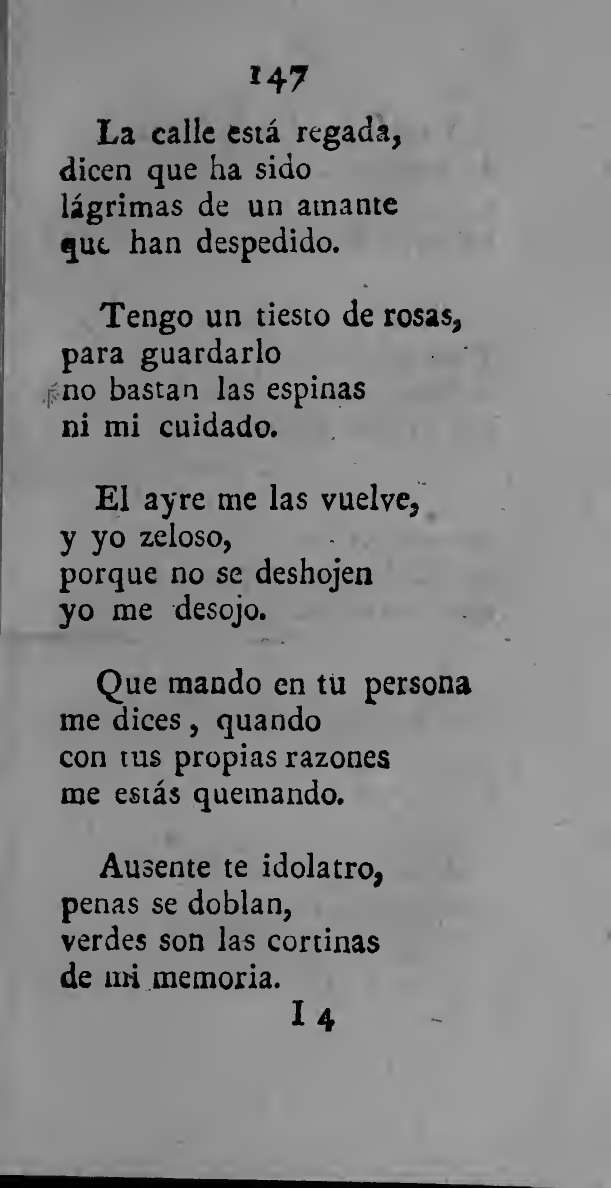 147
La calle está regada,
dicen que ha sido
lágrimas de un amante
que han despedido.
Tengo un tiesto de rosas,
para guardarlo
no bastan las espinas
ni mi cuidado.
El ayre me las vuelve,
y yo zeloso,
porque no se deshojen
yo me desojo.
Que mando en tu persona
me dices, quando
con tus propias razones
me estás quemando.
Ausente te idolatro,
penas se doblan,
verdes son las cortinas
de mi memoria.
I 4